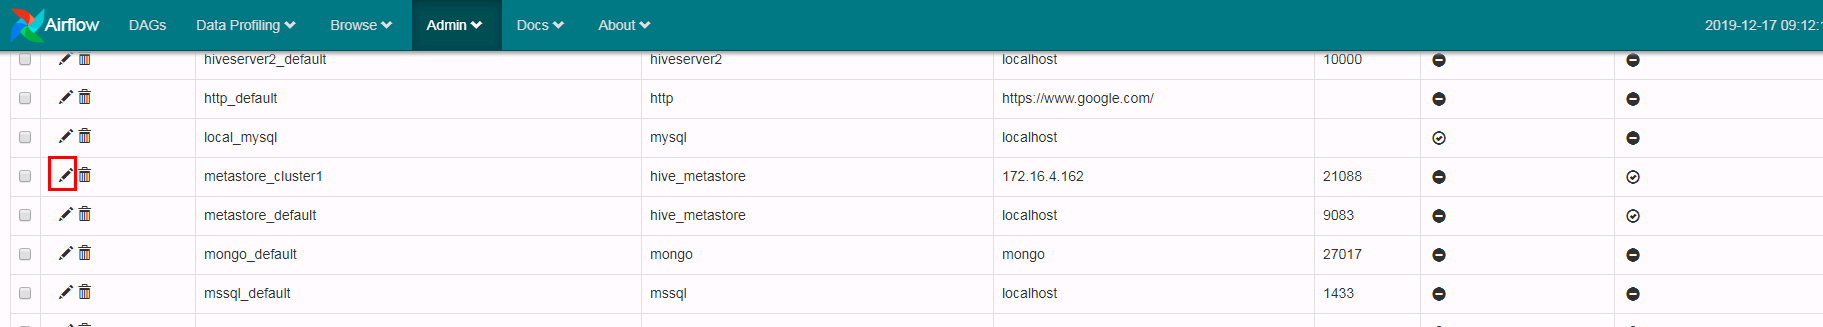 Airflow DAGs Data Profiling Browse Admin Docs About 2019-12-17 09:12:
hiveserver2_default hiveserver2 localhost 10000
http_default http https://www.google.com/
local_mysql mysql localhost
metastore_cluster1 hive_metastore 172.16.4.162 21088
metastore_default hive_metastore localhost 9083
mongo_default mongo mongo 27017
mssql_default mssql localhost 1433